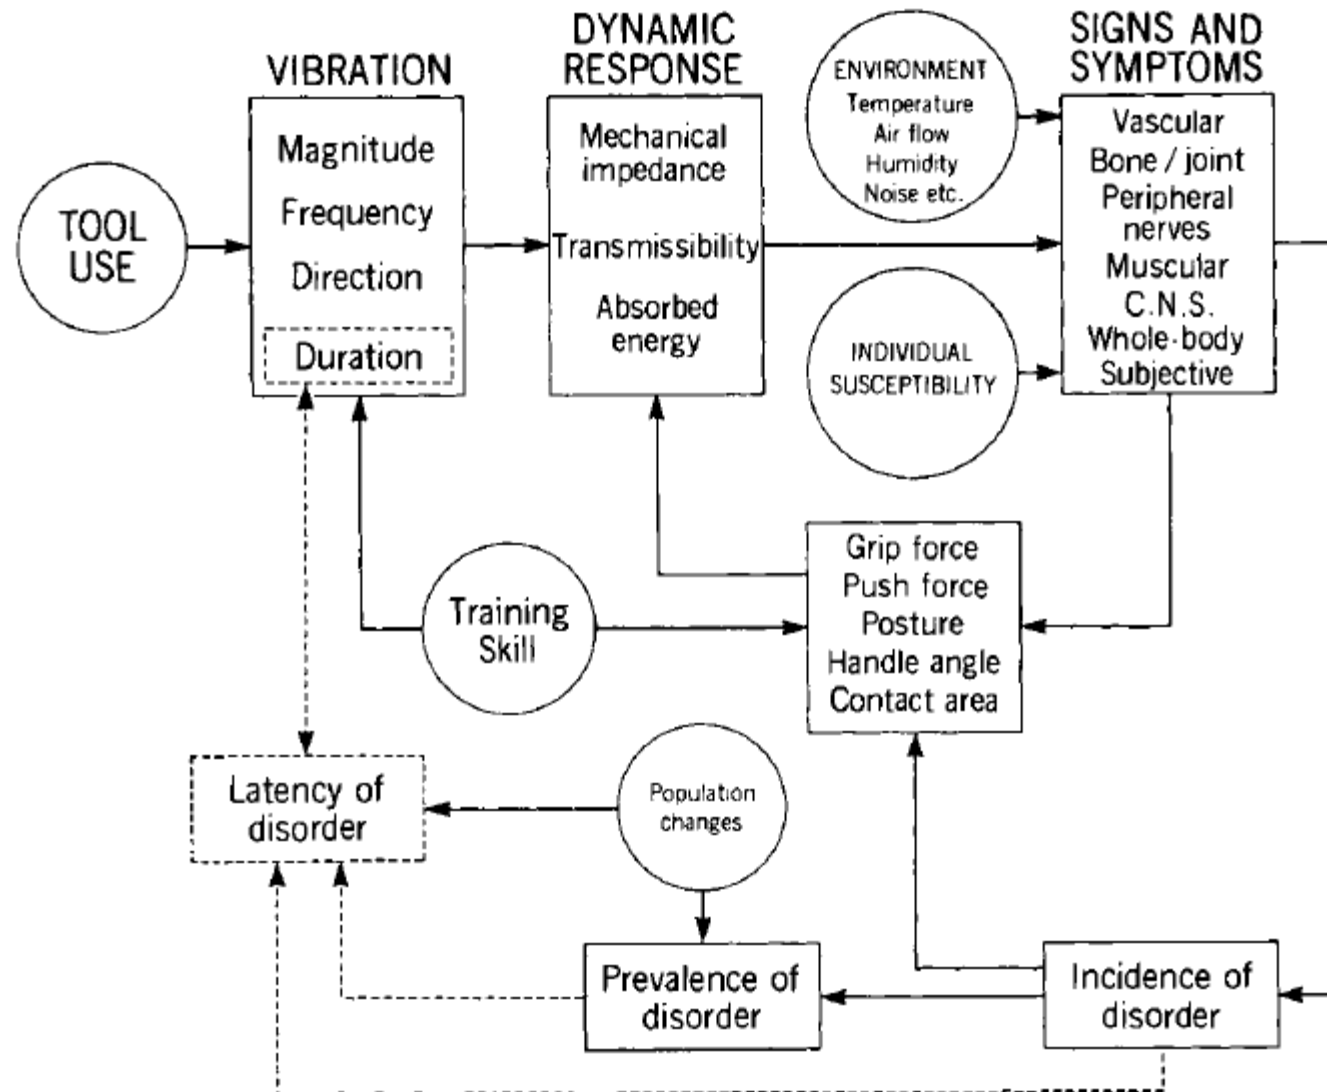 VIBRATION
Magnitude
Frequency
Direction
Duration
DYNAMIC
RESPONSE
Mechanical
impedance
Transmissibility
Absorbed
energy
ENVIRONMENT
Temperature
Air flow
Humidity
Noise etc.
SIGNS AND
SYMPTOMS
Vascular
Bone / joint
Peripheral
nerves
Muscular
C.N.S.
Whole-body
Subjective
TOOL
USE
INDIVIDUAL
SUSCEPTIBILITY
Training
Skill
Grip force
Push force
Posture
Handle angle
Contact area
Latency of
disorder
Population
changes
Prevalence of
disorder
Incidence of
disorder